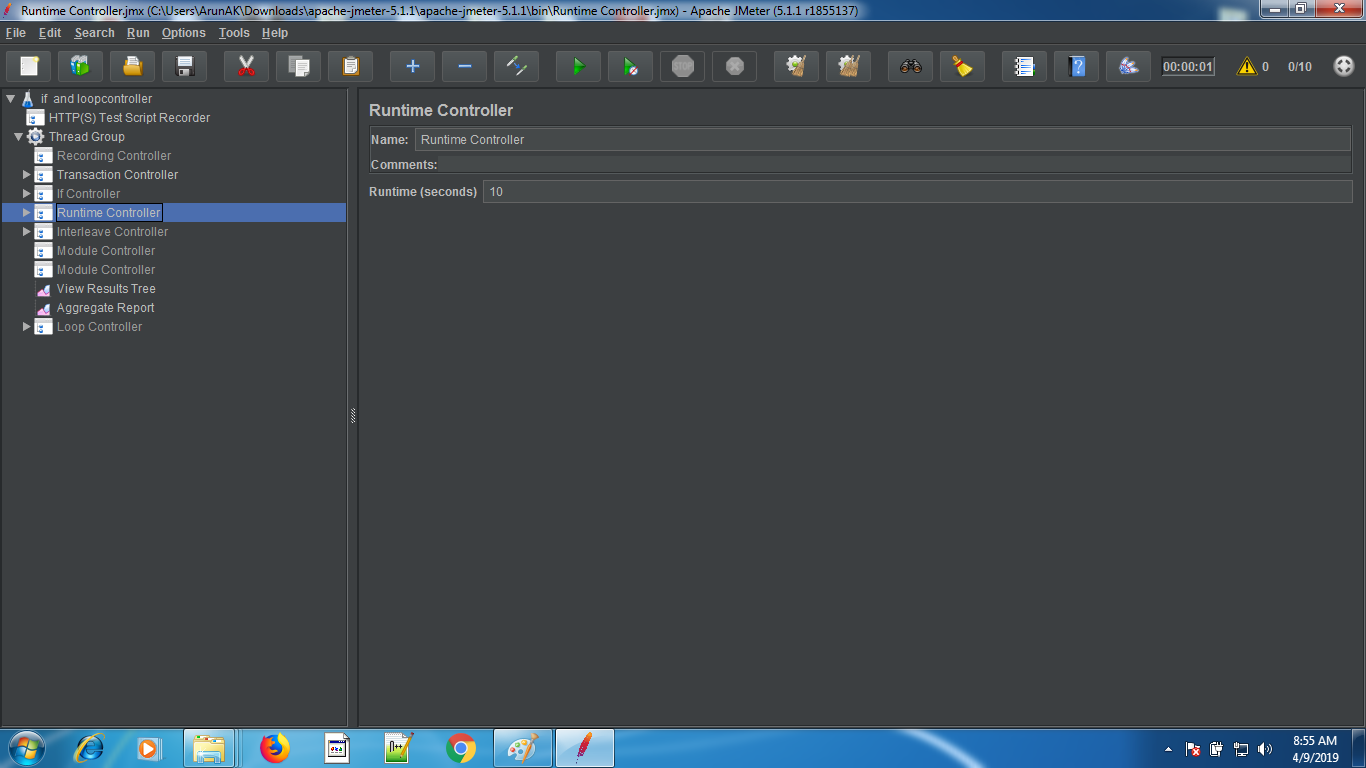 Runtime Controller.jmx (C:\Users\ArunAK\Downloads\apache-jmeter-5.1.1\apache-jmeter-5.1.1\bin\Runtime Controller.jmx) - Apache JMeter (5.1.1 r1855137)
File Edit Search Run Options Tools Help
STOP 00:00:01 0 0/10
if and loopcontroller
HTTP(S) Test Script Recorder
Thread Group
Recording Controller
Transaction Controller
If Controller
Runtime Controller
Interleave Controller
Module Controller
Module Controller
View Results Tree
Aggregate Report
Loop Controller
Runtime Controller
Name: Runtime Controller
Comments:
Runtime (seconds) 10
8:55 AM
4/9/2019